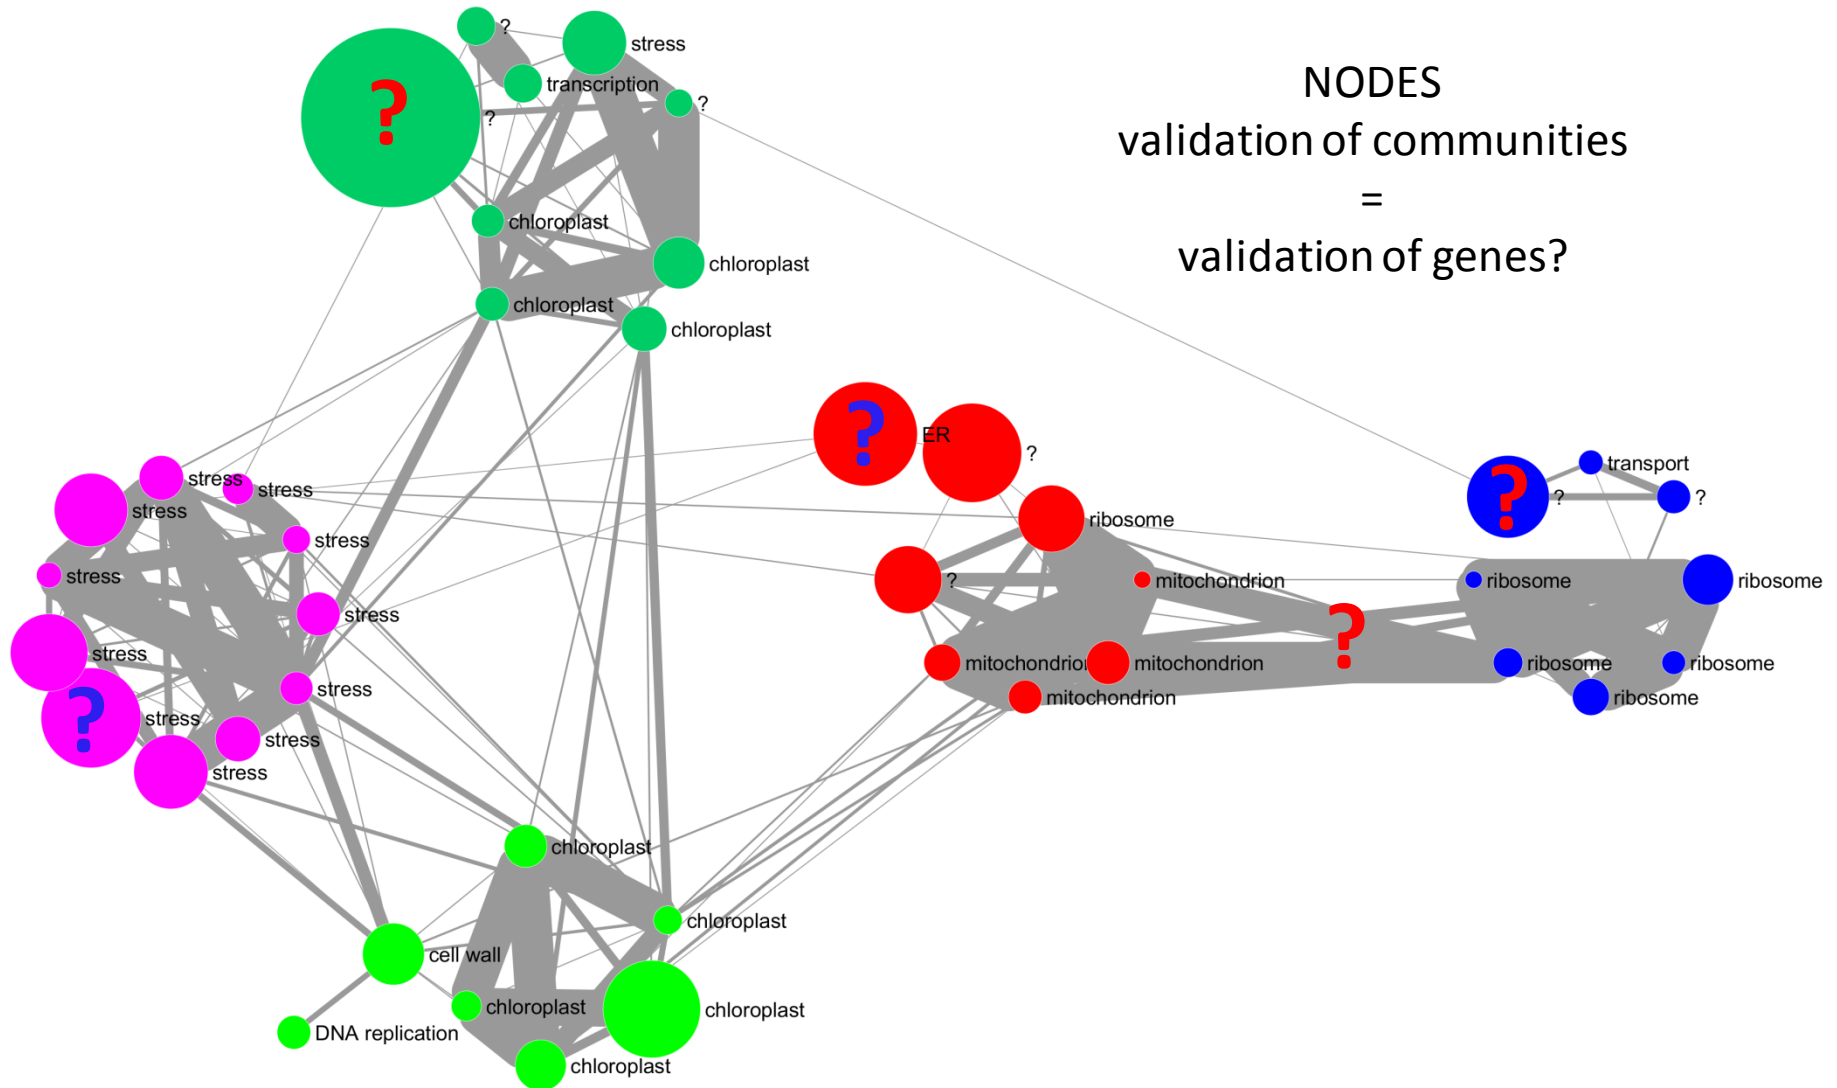 ?
stress
NODES
transcription
?
validation of communities
?
?
=
chloroplast
validation of genes?
chloroplast
chloroplast
chloroplast
?
ER
?
transport
stress
stress
?
?
?
stress
ribosome
stress
stress
?
mitochondrion
ribosome
ribosome
stress
?
stress
mitochondrion
mitochondrion
ribosome
ribosome
stress
mitochondrion
ribosome
?
stress
stress
stress
chloroplast
chloroplast
cell wall
chloroplast
chloroplast
DNA replication
chloroplast